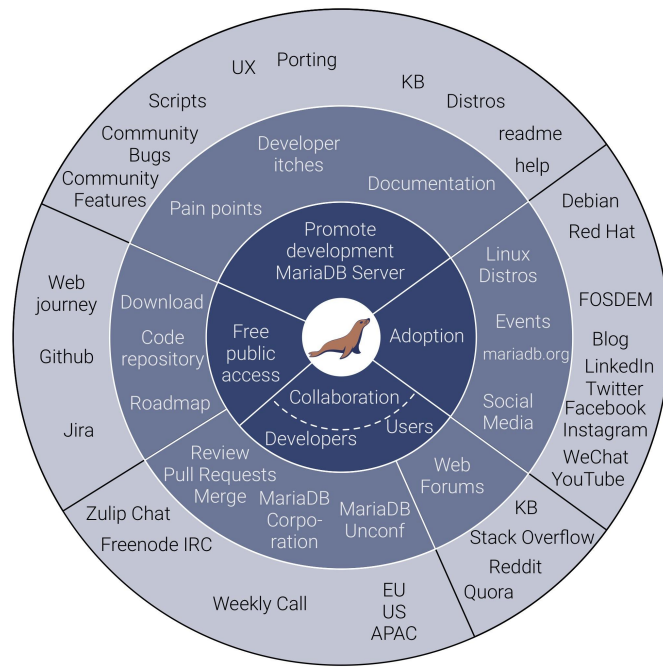 UX
Porting
KB
Scripts
Distros
Community
Bugs
readme
Community
Features
help
Developer
itches
Documentation
Pain points
Promote
development
MariaDB Server
Debian
Red Hat
FOSDEM
Blog
LinkedIn
Twitter
Facebook
Instagram
WeChat
YouTube
Linux
Distros
Events
mariadb.org
Social
Media
Adoption
Web
journey
Github
Jira
Download
Code
repository
Roadmap
Free
public
access
Collaboration
Developers
Users
Review
Pull Requests
Merge
MariaDB
Corpo-
ration
MariaDB
Unconf
Web
Forums
Zulip Chat
Freenode IRC
Weekly Call
EU
US
APAC
KB
Stack Overflow
Reddit
Quora